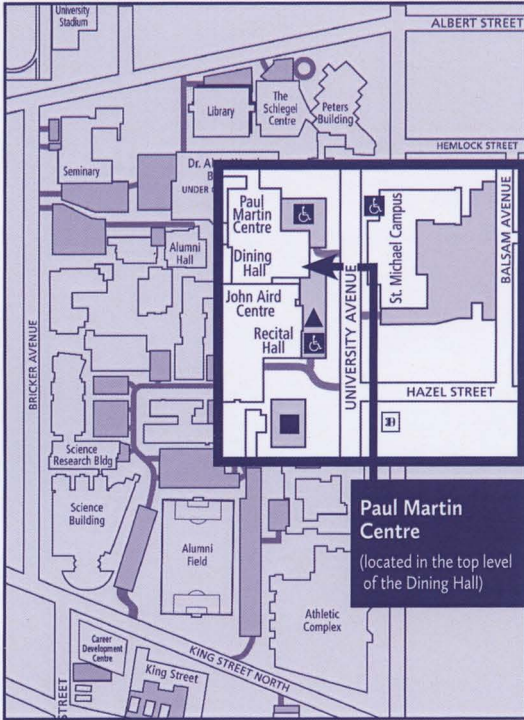 University
Stadium
ALBERT STREET
Library
The
Schlegel
Centre
Peters
Building
HEMLOCK STREET
Seminary
Dr. Al
B
UNDER
Alumni
Hall
Paul
Martin
Centre
Dining
Hall
John Aird
Centre
Recital
Hall
UNIVERSITY AVENUE
St. Michael Campus
BALSAM AVENUE
HAZEL STREET
BRICKER AVENUE
Science
Research Bldg
Science
Building
Alumni
Field
Paul Martin
Centre
(located in the top level
of the Dining Hall)
Athletic
Complex
KING STREET NORTH
Career
Development
Centre
King Street
STREET